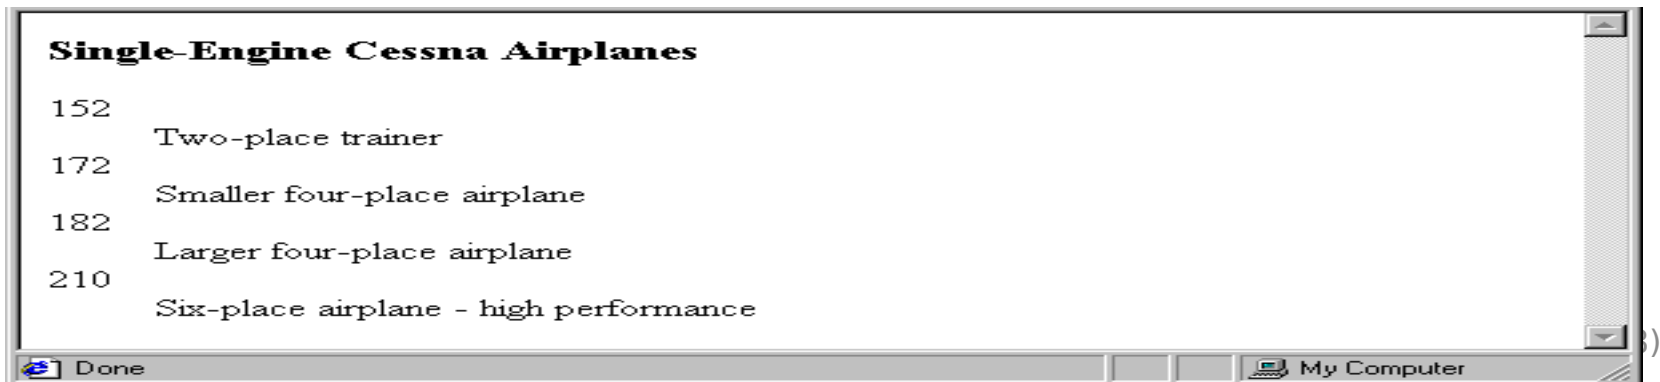 Single-Engine Cessna Airplanes
152
Two-place trainer
172
Smaller four-place airplane
182
Larger four-place airplane
210
Six-place airplane - high performance
)
Done
My Computer